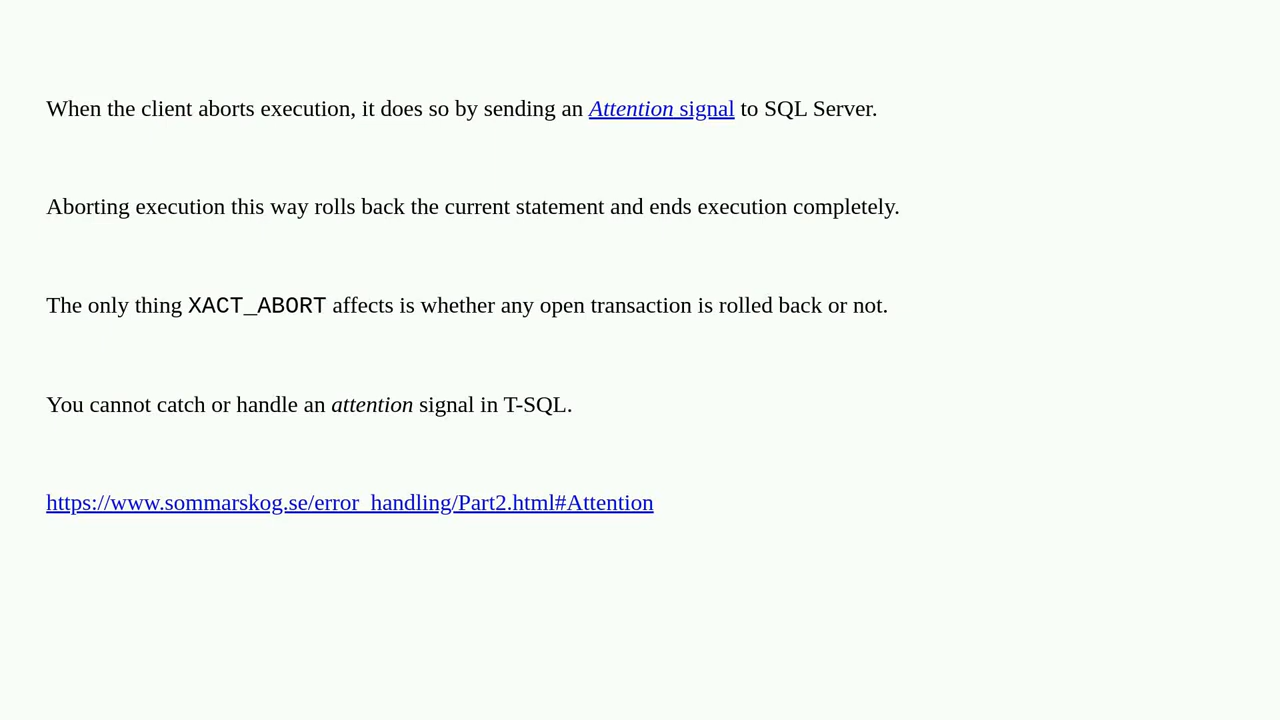 When the client aborts execution, it does so by sending an Attention signal to SQL Server.
Aborting execution this way rolls back the current statement and ends execution completely.
The only thing XACT_ABORT affects is whether any open transaction is rolled back or not.
You cannot catch or handle an attention signal in T-SQL.
https://www.sommarskog.se/error_handling/Part2.html#Attention